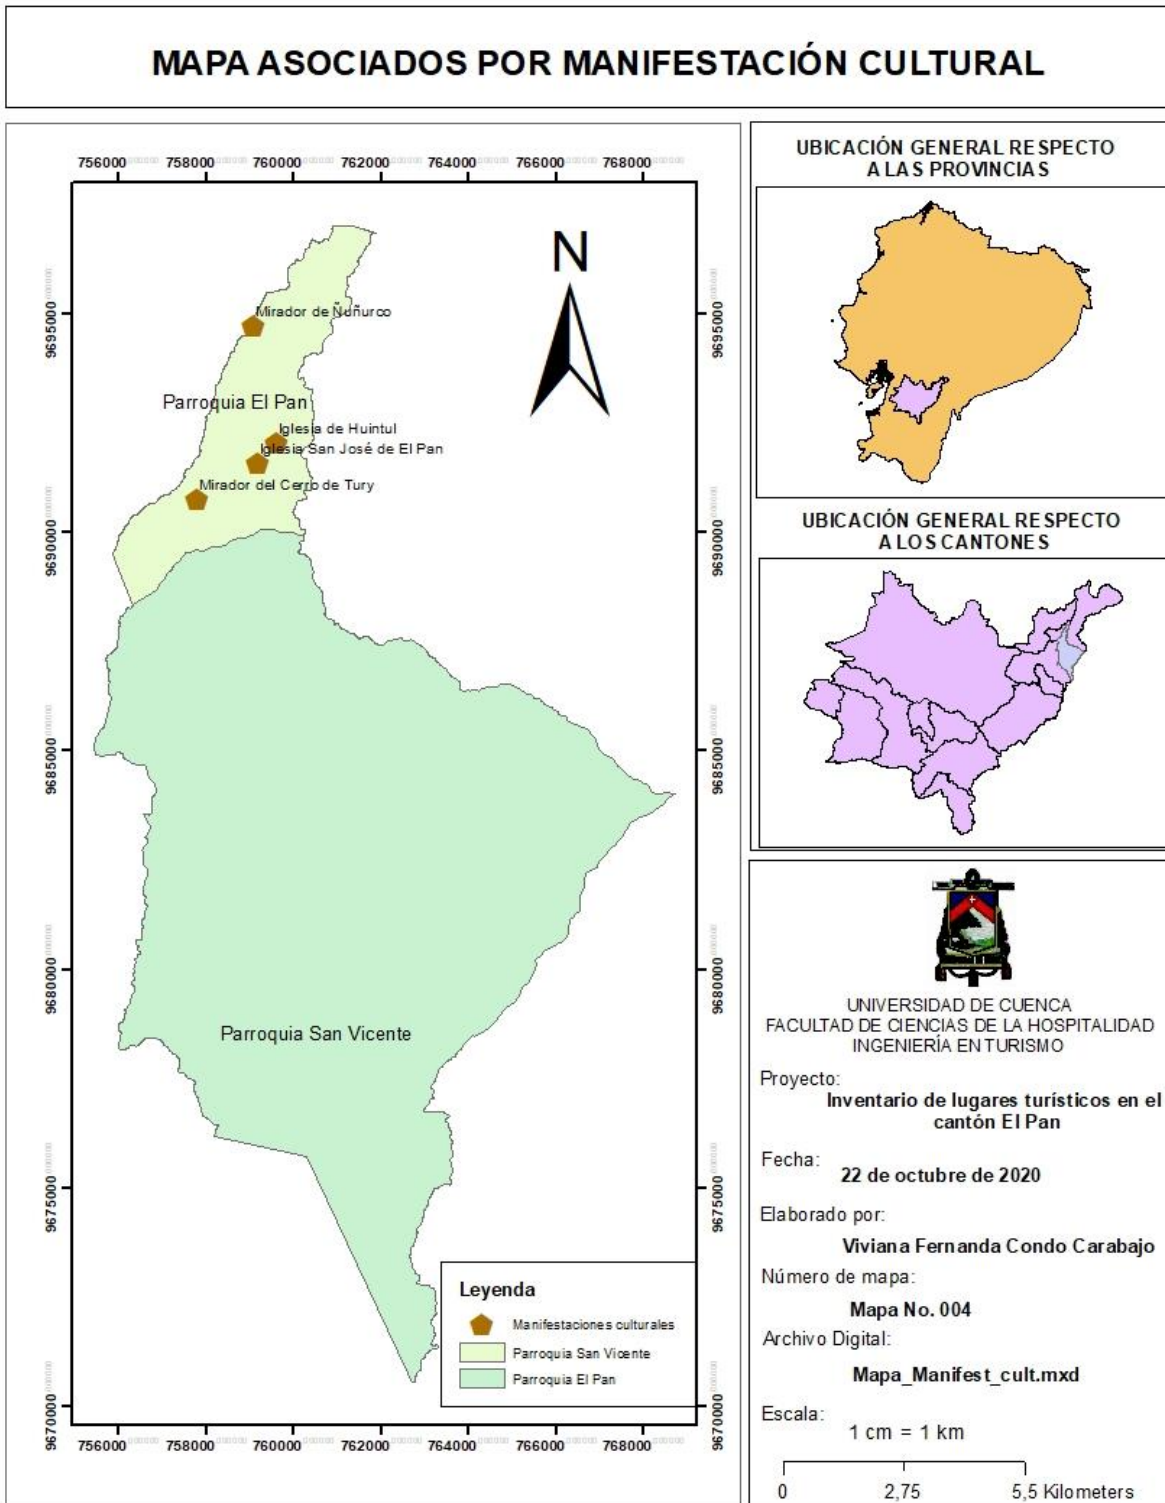 MAPA ASOCIADOS POR MANIFESTACIÓN CULTURAL
756000 758000 760000 762000 764000 766000 768000
9695000
9690000
9685000
9680000
9675000
9670000
N
Mirador de Ñuñurco
Parroquia El Pan
Iglesia de Huintul
Iglesia San José de El Pan
Mirador del Cerro de Tury
Parroquia San Vicente
Leyenda
Manifestaciones culturales
Parroquia San Vicente
Parroquia El Pan
9695000
9690000
9685000
9680000
9675000
9670000
756000 758000 760000 762000 764000 766000 768000
UBICACIÓN GENERAL RESPECTO
A LAS PROVINCIAS
UBICACIÓN GENERAL RESPECTO
A LOS CANTONES
UNIVERSIDAD DE CUENCA
FACULTAD DE CIENCIAS DE LA HOSPITALIDAD
INGENIERÍA EN TURISMO
Proyecto:
Inventario de lugares turísticos en el
cantón El Pan
Fecha:
22 de octubre de 2020
Elaborado por:
Viviana Fernanda Condo Carabajo
Número de mapa:
Mapa No. 004
Archivo Digital:
Mapa_Manifest_cult.mxd
Escala:
1 cm = 1 km
0 2,75 5,5 Kilometers